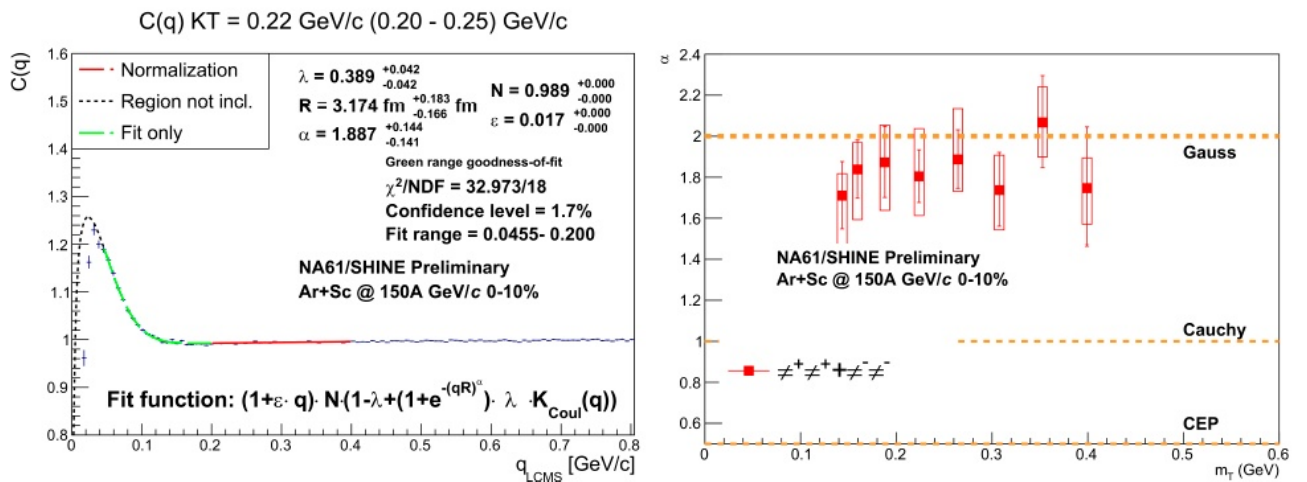 C(q) KT = 0.22 GeV/c (0.20 - 0.25) GeV/c
C(q)
1.6
1.5
1.4
1.3
1.2
1.1
1
0.9
0.8
Normalization
Region not incl.
Fit only
λ = 0.389 +0.042 -0.042
R = 3.174 fm +0.183 -0.166 fm
α = 1.887 +0.144 -0.141
N = 0.989 +0.000 -0.000
ε = 0.017 +0.000 -0.000
Green range goodness-of-fit
χ²/NDF = 32.973/18
Confidence level = 1.7%
Fit range = 0.0455- 0.200
NA61/SHINE Preliminary
Ar+Sc @ 150A GeV/c 0-10%
Fit function: (1+ε· q)· N·(1-λ+(1+e^-(qR)^α)· λ ·K_Coul(q))
0 0.1 0.2 0.3 0.4 0.5 0.6 0.7 0.8
q_LCMS [GeV/c]
α
2.4
2.2
2
1.8
1.6
1.4
1.2
1
0.8
0.6
Gauss
NA61/SHINE Preliminary
Ar+Sc @ 150A GeV/c 0-10%
Cauchy
≠⁺≠⁺+≠⁻≠⁻
CEP
0 0.1 0.2 0.3 0.4 0.5 0.6
m_T (GeV)